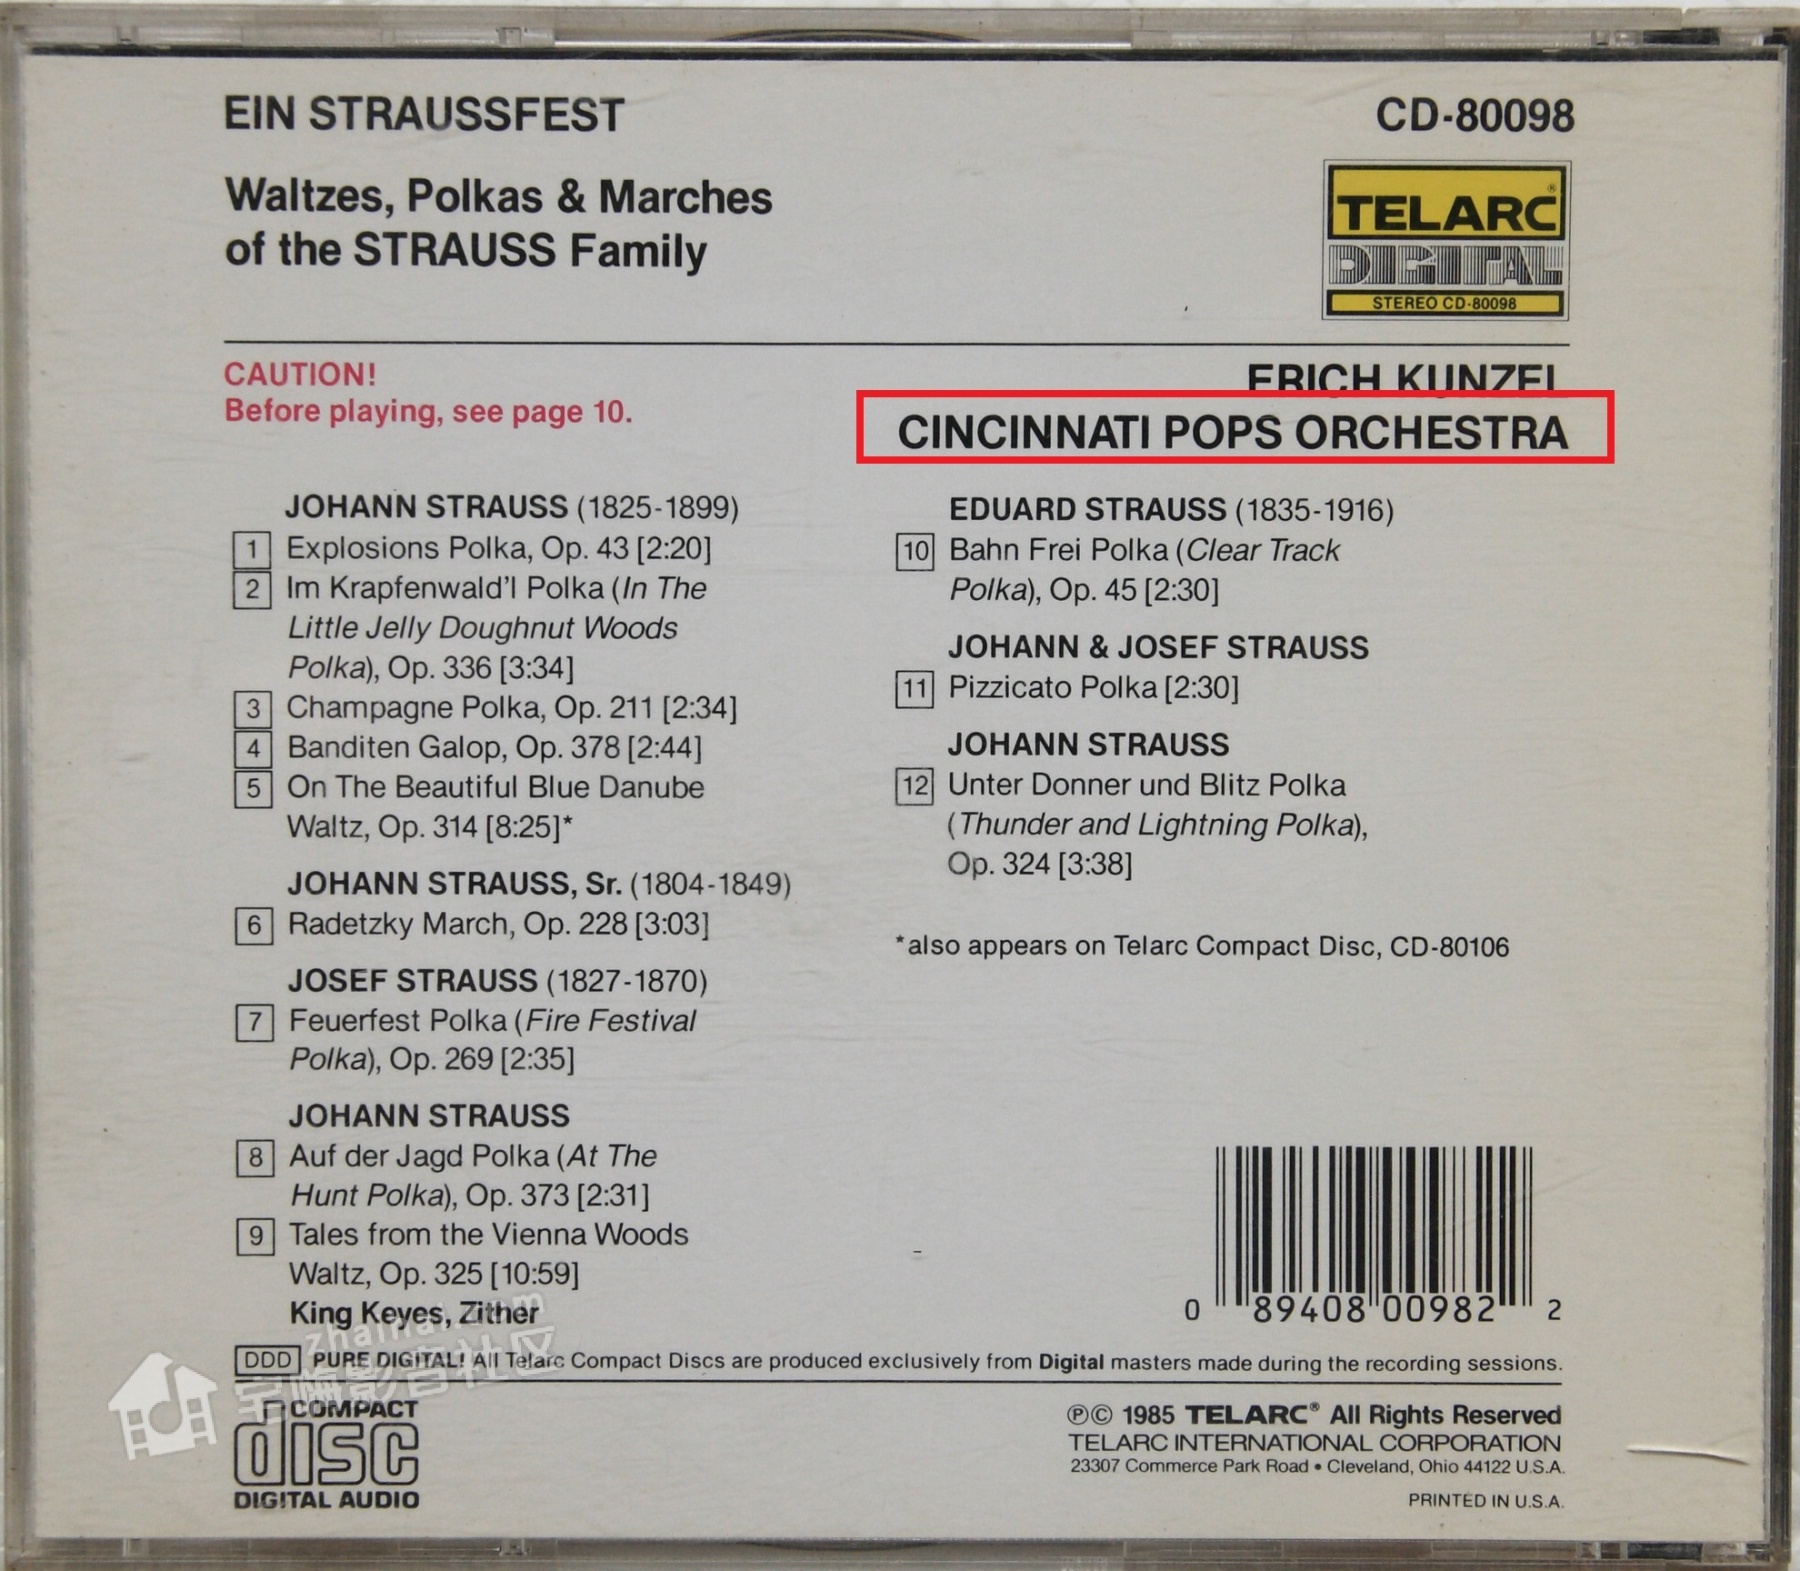 EIN STRAUSSFEST
CD-80098
Waltzes, Polkas & Marches
of the STRAUSS Family
TELARC®
DIGITAL
STEREO CD-80098
CAUTION!
Before playing, see page 10.
ERICH KUNZEL
CINCINNATI POPS ORCHESTRA
JOHANN STRAUSS (1825-1899)
1 Explosions Polka, Op. 43 [2:20]
2 Im Krapfenwald'l Polka (In The
Little Jelly Doughnut Woods
Polka), Op. 336 [3:34]
3 Champagne Polka, Op. 211 [2:34]
4 Banditen Galop, Op. 378 [2:44]
5 On The Beautiful Blue Danube
Waltz, Op. 314 [8:25]*
JOHANN STRAUSS, Sr. (1804-1849)
6 Radetzky March, Op. 228 [3:03]
JOSEF STRAUSS (1827-1870)
7 Feuerfest Polka (Fire Festival
Polka), Op. 269 [2:35]
JOHANN STRAUSS
8 Auf der Jagd Polka (At The
Hunt Polka), Op. 373 [2:31]
9 Tales from the Vienna Woods
Waltz, Op. 325 [10:59]
King Keyes, Zither
EDUARD STRAUSS (1835-1916)
10 Bahn Frei Polka (Clear Track
Polka), Op. 45 [2:30]
JOHANN & JOSEF STRAUSS
11 Pizzicato Polka [2:30]
JOHANN STRAUSS
12 Unter Donner und Blitz Polka
(Thunder and Lightning Polka),
Op. 324 [3:38]
*also appears on Telarc Compact Disc, CD-80106
0 89408 00982 2
DDD PURE DIGITAL! All Telarc Compact Discs are produced exclusively from Digital masters made during the recording sessions.
COMPACT
disc
DIGITAL AUDIO
℗© 1985 TELARC® All Rights Reserved
TELARC INTERNATIONAL CORPORATION
23307 Commerce Park Road • Cleveland, Ohio 44122 U.S.A.
PRINTED IN U.S.A.
zhainai.com
影音社区